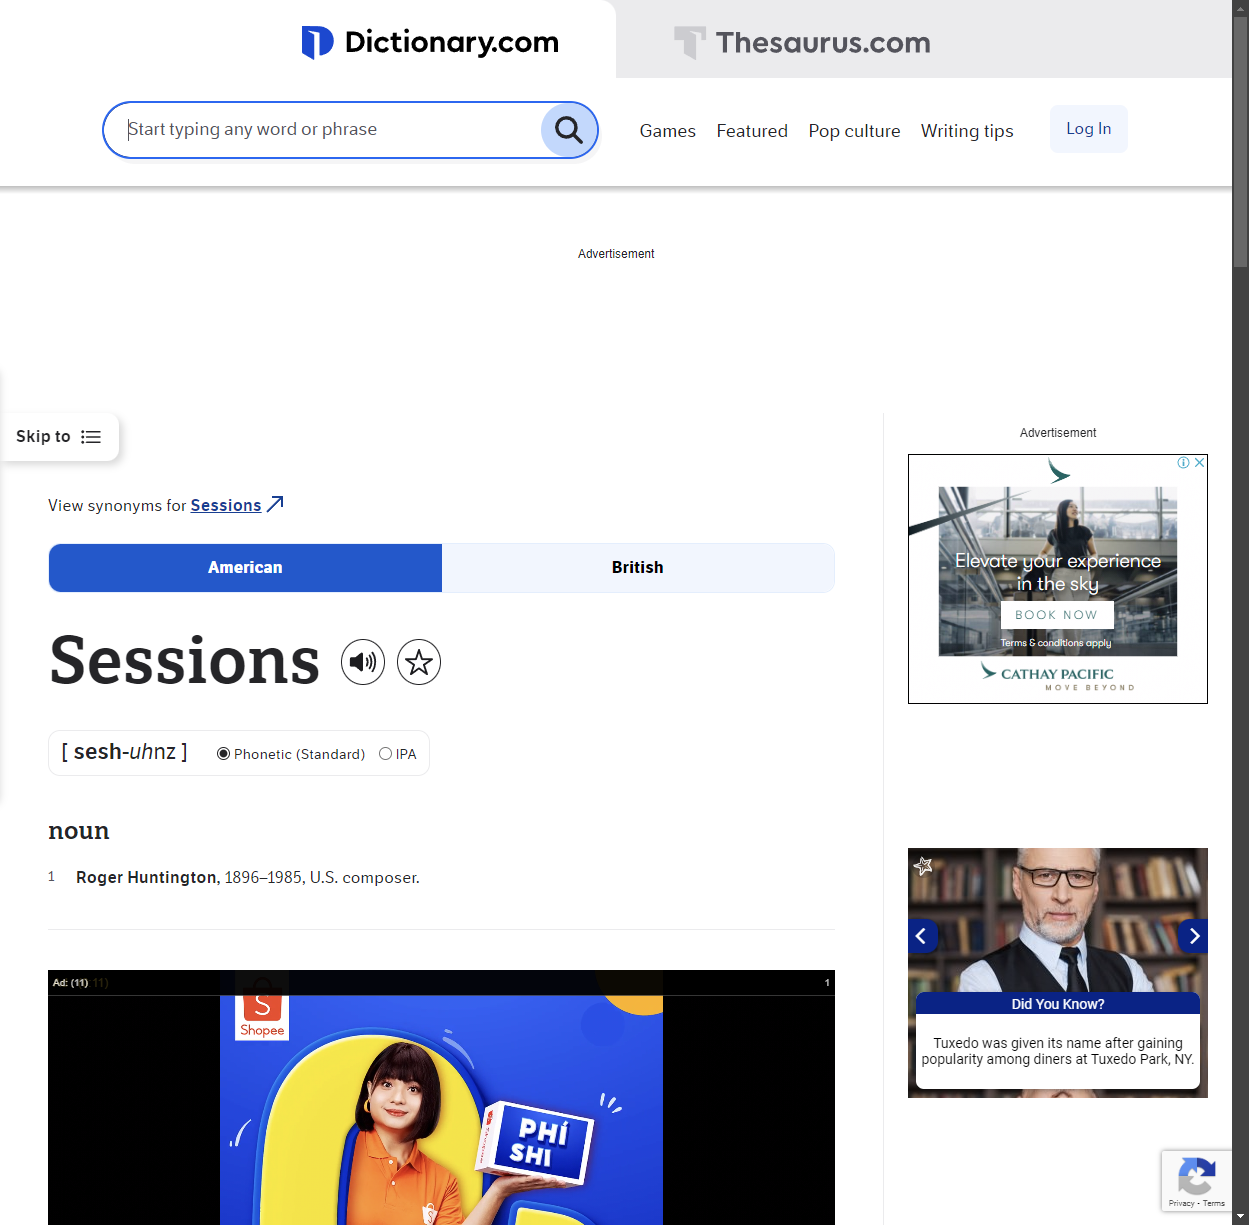 Dictionary.com
Thesaurus.com
Start typing any word or phrase
Games
Featured
Pop culture
Writing tips
Log In
Advertisement
Skip to
View synonyms for Sessions
American
British
Sessions
[ sesh-uhnz ]
Phonetic (Standard)
IPA
noun
1 Roger Huntington, 1896–1985, U.S. composer.
Ad: (11)
1
Shopee
PHÍ
SHI
Advertisement
Elevate your experience
in the sky
BOOK NOW
Terms & conditions apply
CATHAY PACIFIC
MOVE BEYOND
Did You Know?
Tuxedo was given its name after gaining
popularity among diners at Tuxedo Park, NY.
Privacy - Terms